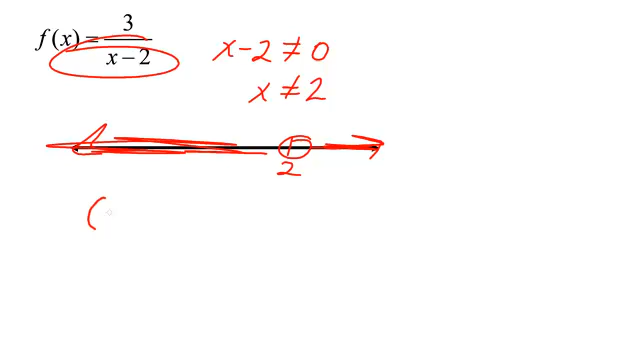 f(x) = 3/(x − 2)
x − 2 ≠ 0
x ≠ 2
2
(